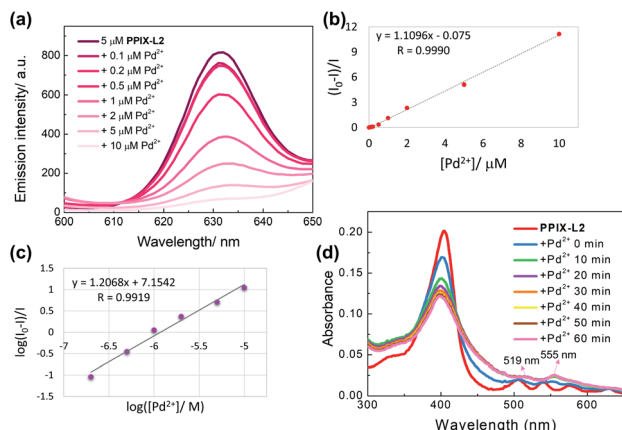 (a)
Emission intensity/ a.u.
800
600
400
200
0
5 μM PPIX-L2
+ 0.1 μM Pd²⁺
+ 0.2 μM Pd²⁺
+ 0.5 μM Pd²⁺
+ 1 μM Pd²⁺
+ 2 μM Pd²⁺
+ 5 μM Pd²⁺
+ 10 μM Pd²⁺
600 610 620 630 640 650
Wavelength/ nm
(b)
(I₀-I)/I
12
8
4
0
y = 1.1096x - 0.075
R = 0.9990
0 2 4 6 8 10
[Pd²⁺]/ μM
(c)
log(I₀-I)/I
1.5
1
0.5
0
-0.5
-1
-1.5
y = 1.2068x + 7.1542
R = 0.9919
-7 -6.5 -6 -5.5 -5
log([Pd²⁺]/ M)
(d)
Absorbance
0.20
0.15
0.10
0.05
0.00
PPIX-L2
+Pd²⁺ 0 min
+Pd²⁺ 10 min
+Pd²⁺ 20 min
+Pd²⁺ 30 min
+Pd²⁺ 40 min
+Pd²⁺ 50 min
+Pd²⁺ 60 min
519 nm
555 nm
300 400 500 600
Wavelength (nm)